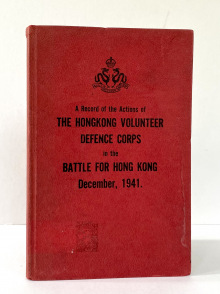 A Record of the Actions of
THE HONGKONG VOLUNTEER
DEFENCE CORPS
in the
BATTLE FOR HONG KONG
December, 1941.